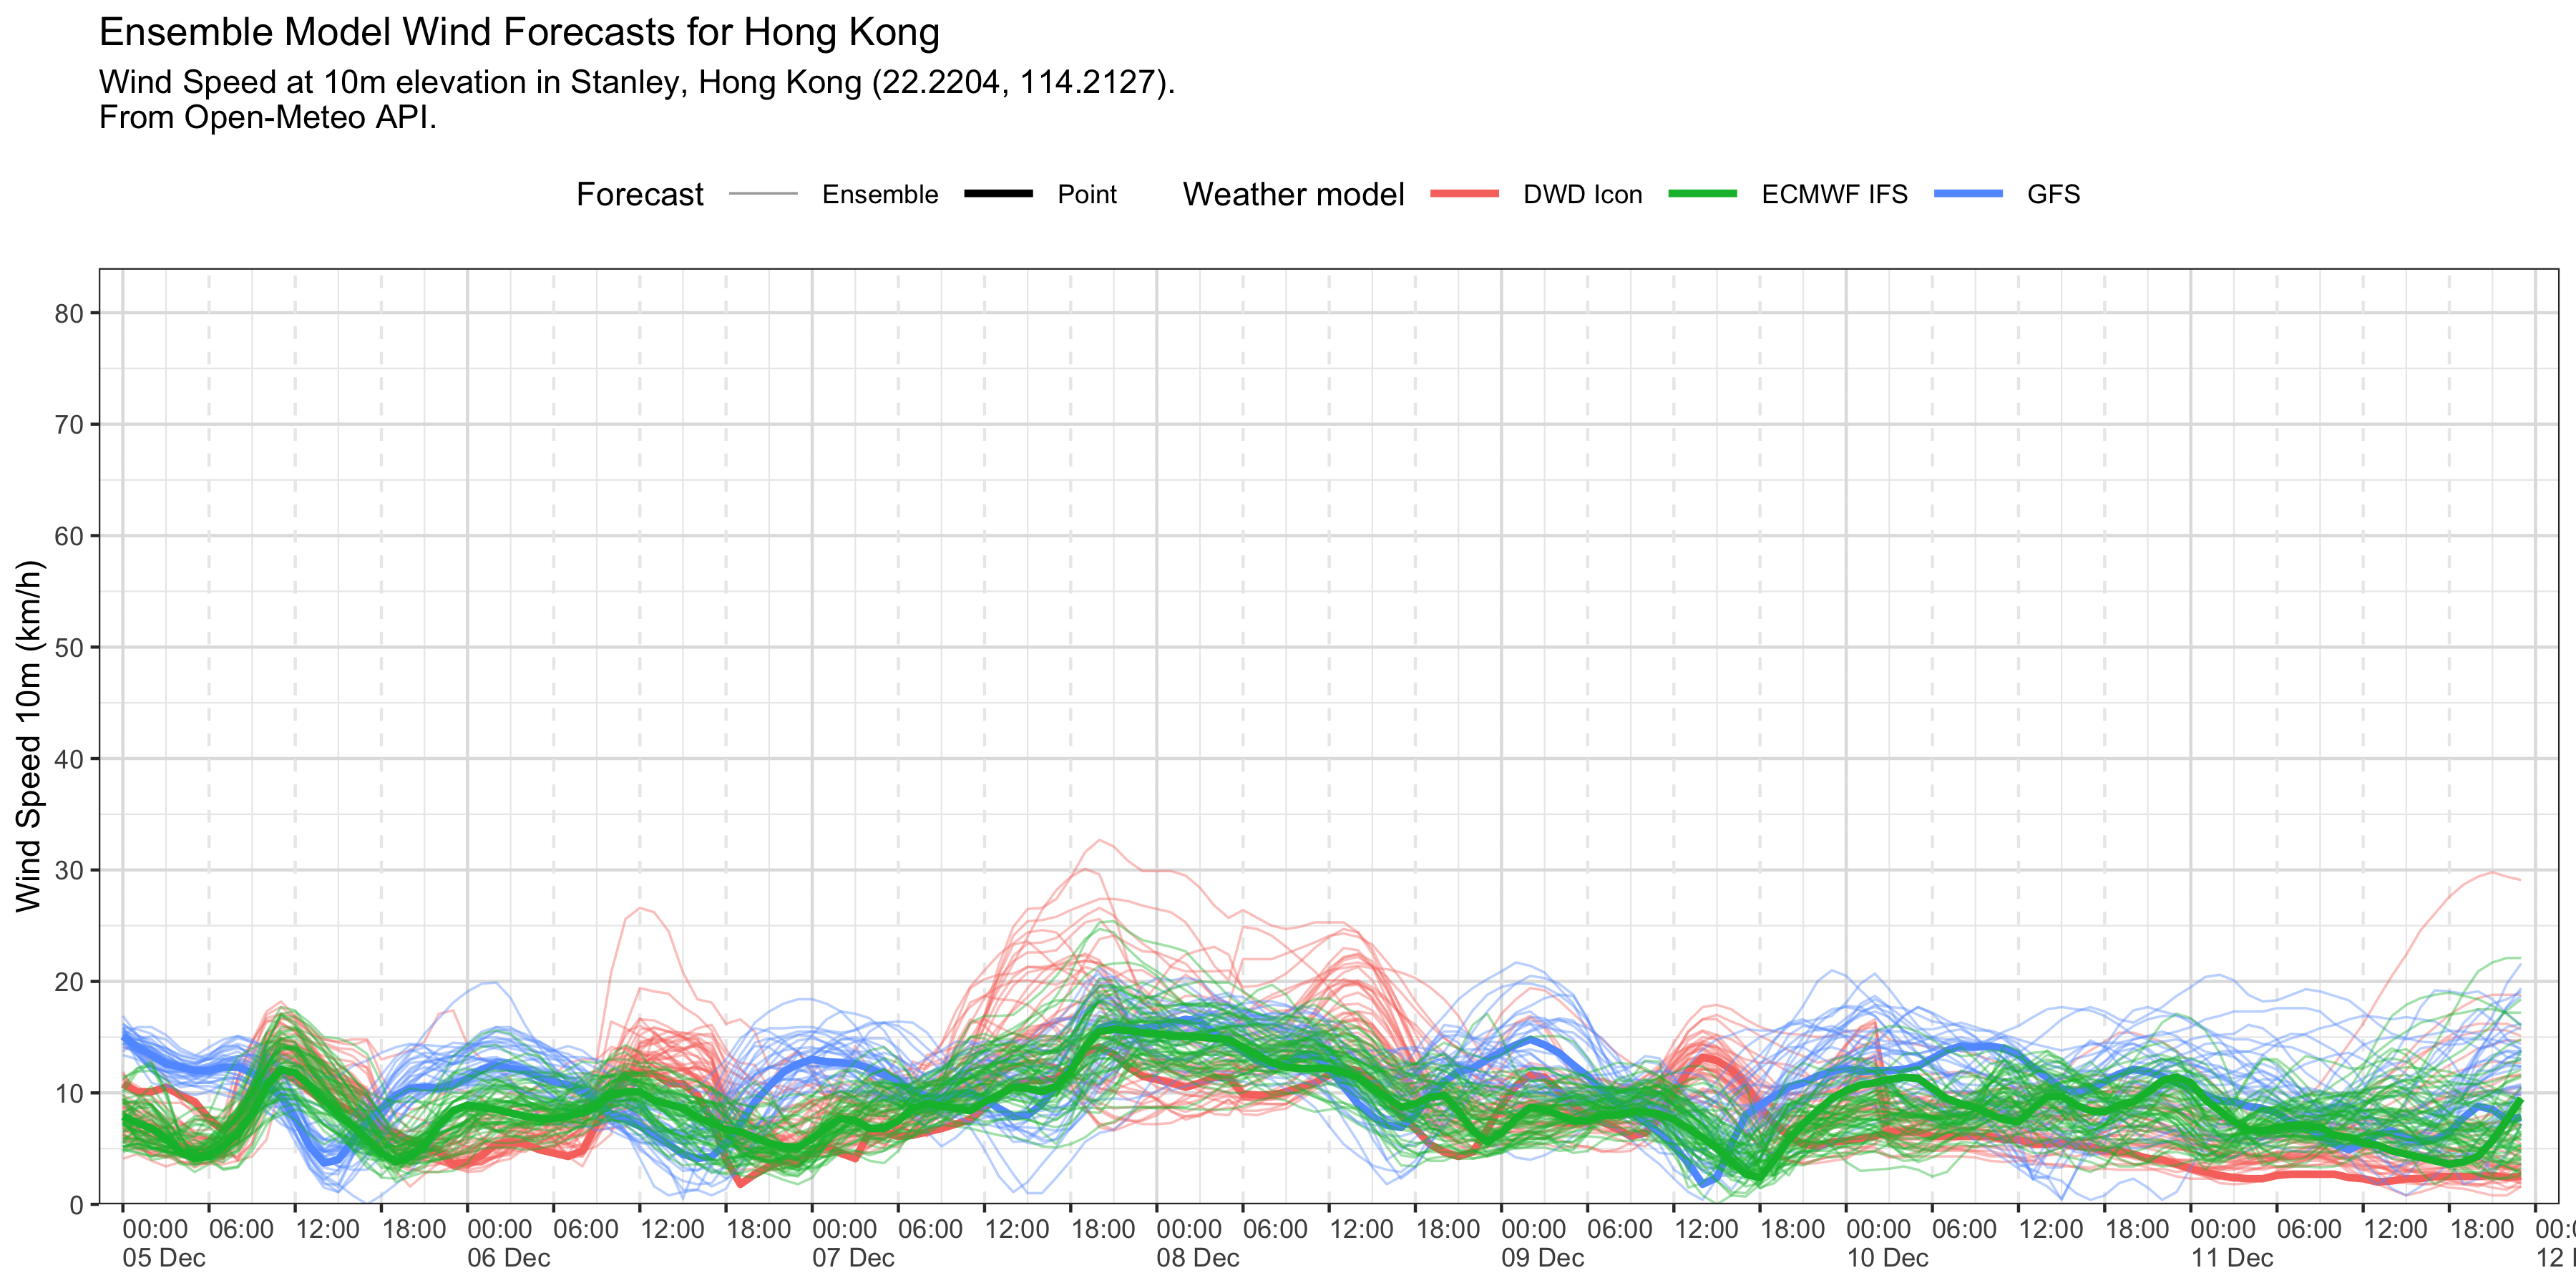 Ensemble Model Wind Forecasts for Hong Kong
Wind Speed at 10m elevation in Stanley, Hong Kong (22.2204, 114.2127).
From Open-Meteo API.
Forecast Ensemble Point Weather model DWD Icon ECMWF IFS GFS
Wind Speed 10m (km/h)
80
70
60
50
40
30
20
10
0
00:00 06:00 12:00 18:00 00:00 06:00 12:00 18:00 00:00 06:00 12:00 18:00 00:00 06:00 12:00 18:00 00:00 06:00 12:00 18:00 00:00 06:00 12:00 18:00 00:00 06:00 12:00 18:00
05 Dec 06 Dec 07 Dec 08 Dec 09 Dec 10 Dec 11 Dec 12